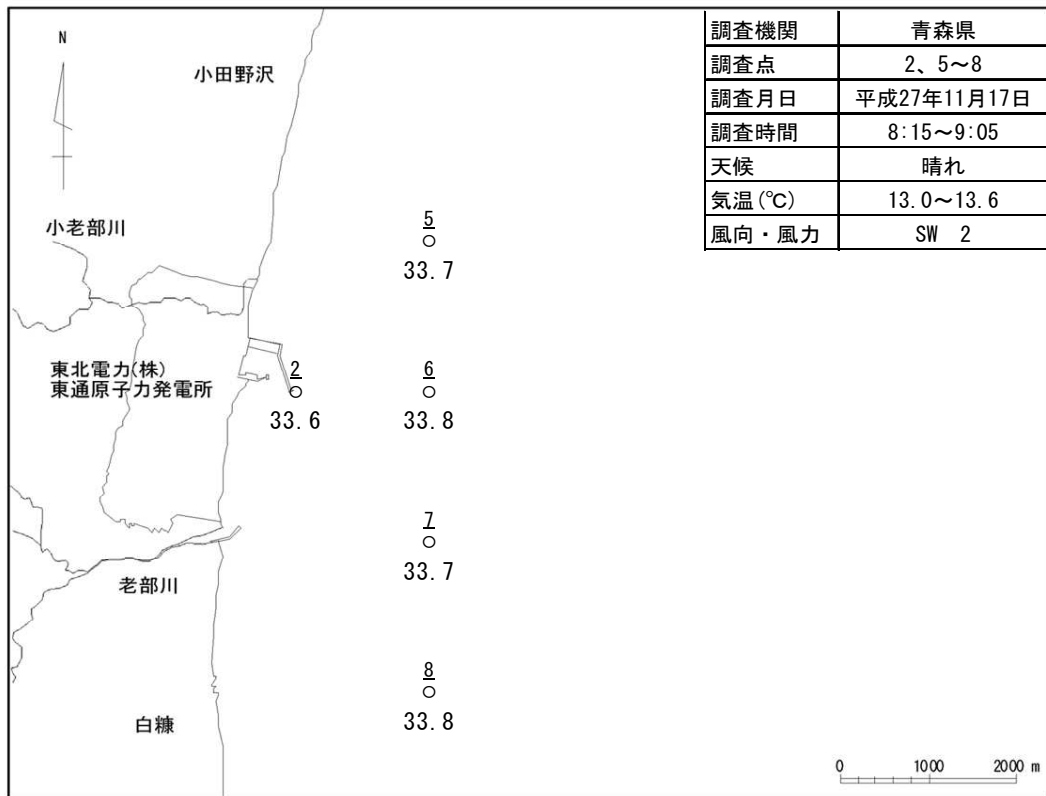 調査機関 青森県
調査点 2、5～8
調査月日 平成27年11月17日
調査時間 8:15～9:05
天候 晴れ
気温(℃) 13.0～13.6
風向・風力 SW 2
N
小田野沢
小老部川
5
33.7
東北電力(株)
東通原子力発電所
2
33.6
6
33.8
7
33.7
老部川
8
33.8
白糠
0 1000 2000 m